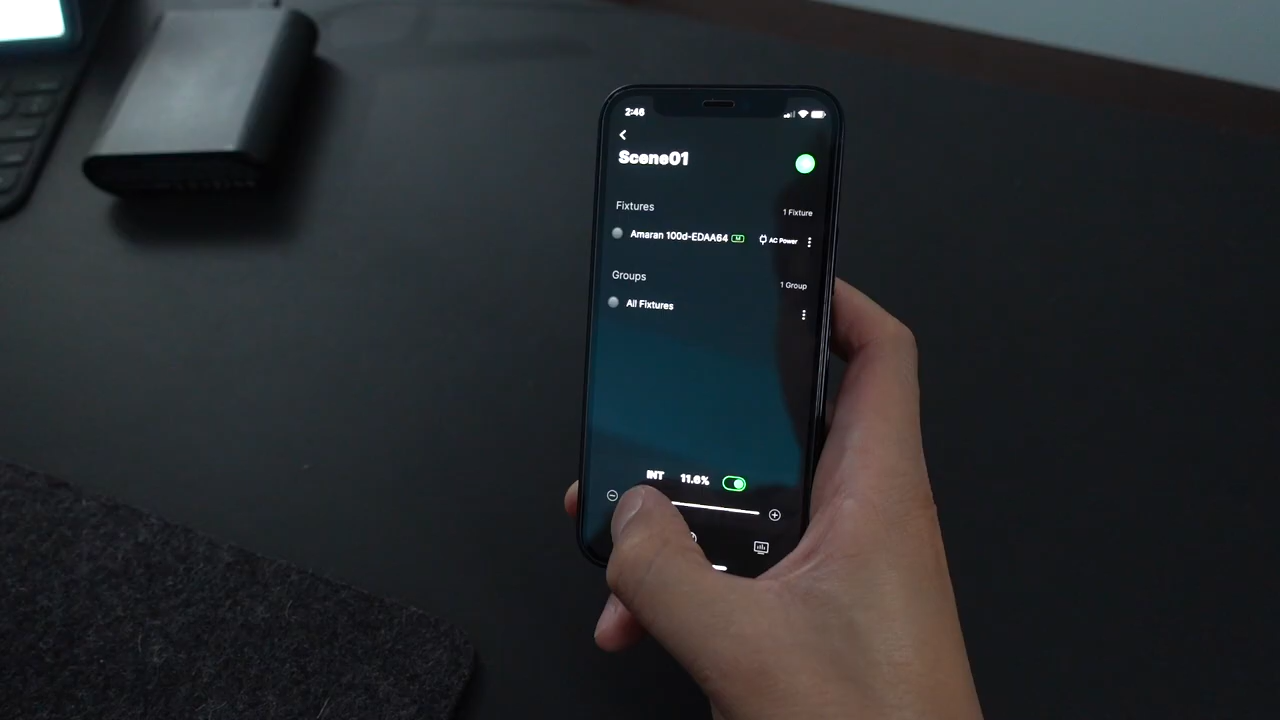 2:46
Scene01
Fixtures 1 Fixture
Amaran 100d-EDAA64 AC Power
Groups 1 Group
All Fixtures
INT 11.6%